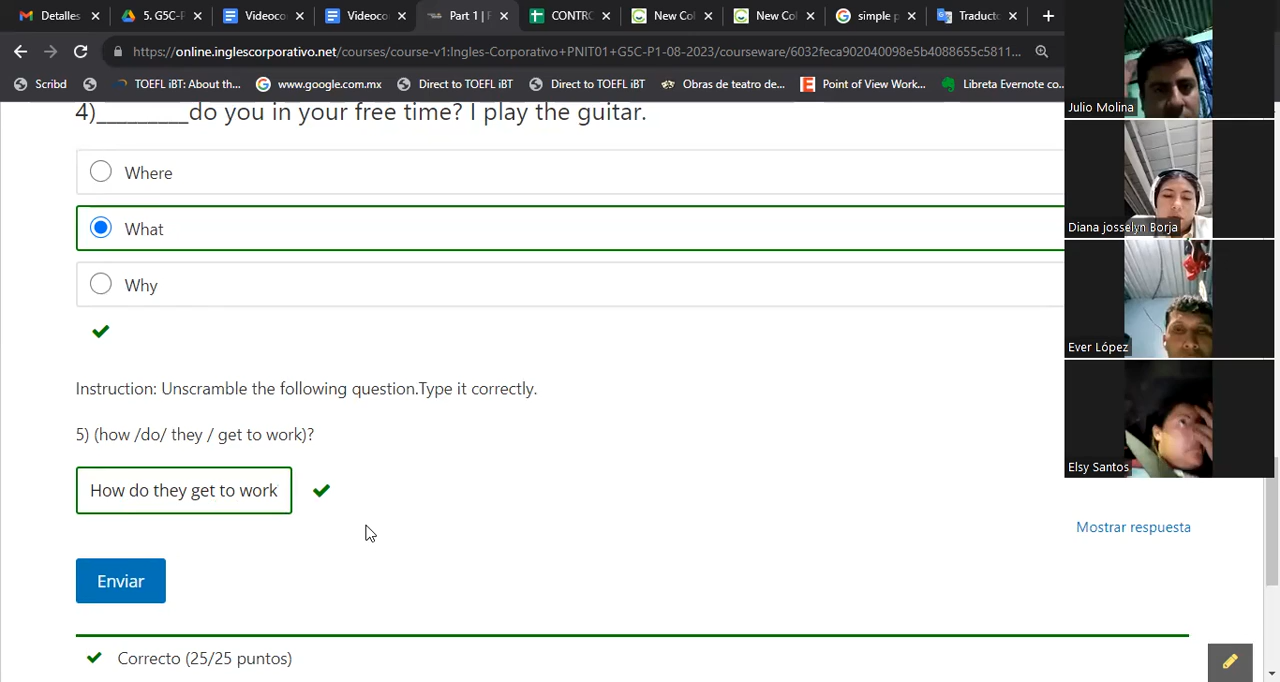 Detalles
5. G5C-
Videoco
Videoco
Part 1 | F
CONTRO
New Col
New Col
simple p
Traducto
https://online.inglescorporativo.net/courses/course-v1:Ingles-Corporativo+PNIT01+G5C-P1-08-2023/courseware/6032feca902040098e5b4088655c5811...
Scribd
TOEFL iBT: About th...
www.google.com.mx
Direct to TOEFL iBT
Direct to TOEFL iBT
Obras de teatro de...
Point of View Work...
Libreta Evernote co...
4)_________do you in your free time? I play the guitar.
Where
What
Why
Instruction: Unscramble the following question.Type it correctly.
5) (how /do/ they / get to work)?
How do they get to work
Mostrar respuesta
Enviar
Correcto (25/25 puntos)
Julio Molina
Diana josselyn Borja
Ever López
Elsy Santos